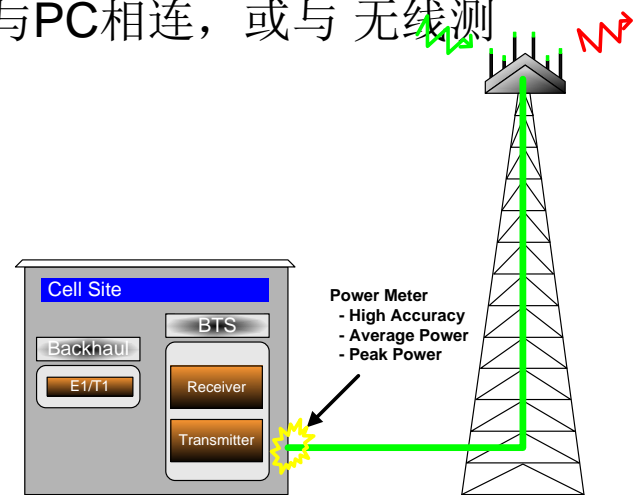 与PC相连，或与 无线测
Cell Site
BTS
Backhaul
E1/T1
Receiver
Transmitter
Power Meter
- High Accuracy
- Average Power
- Peak Power